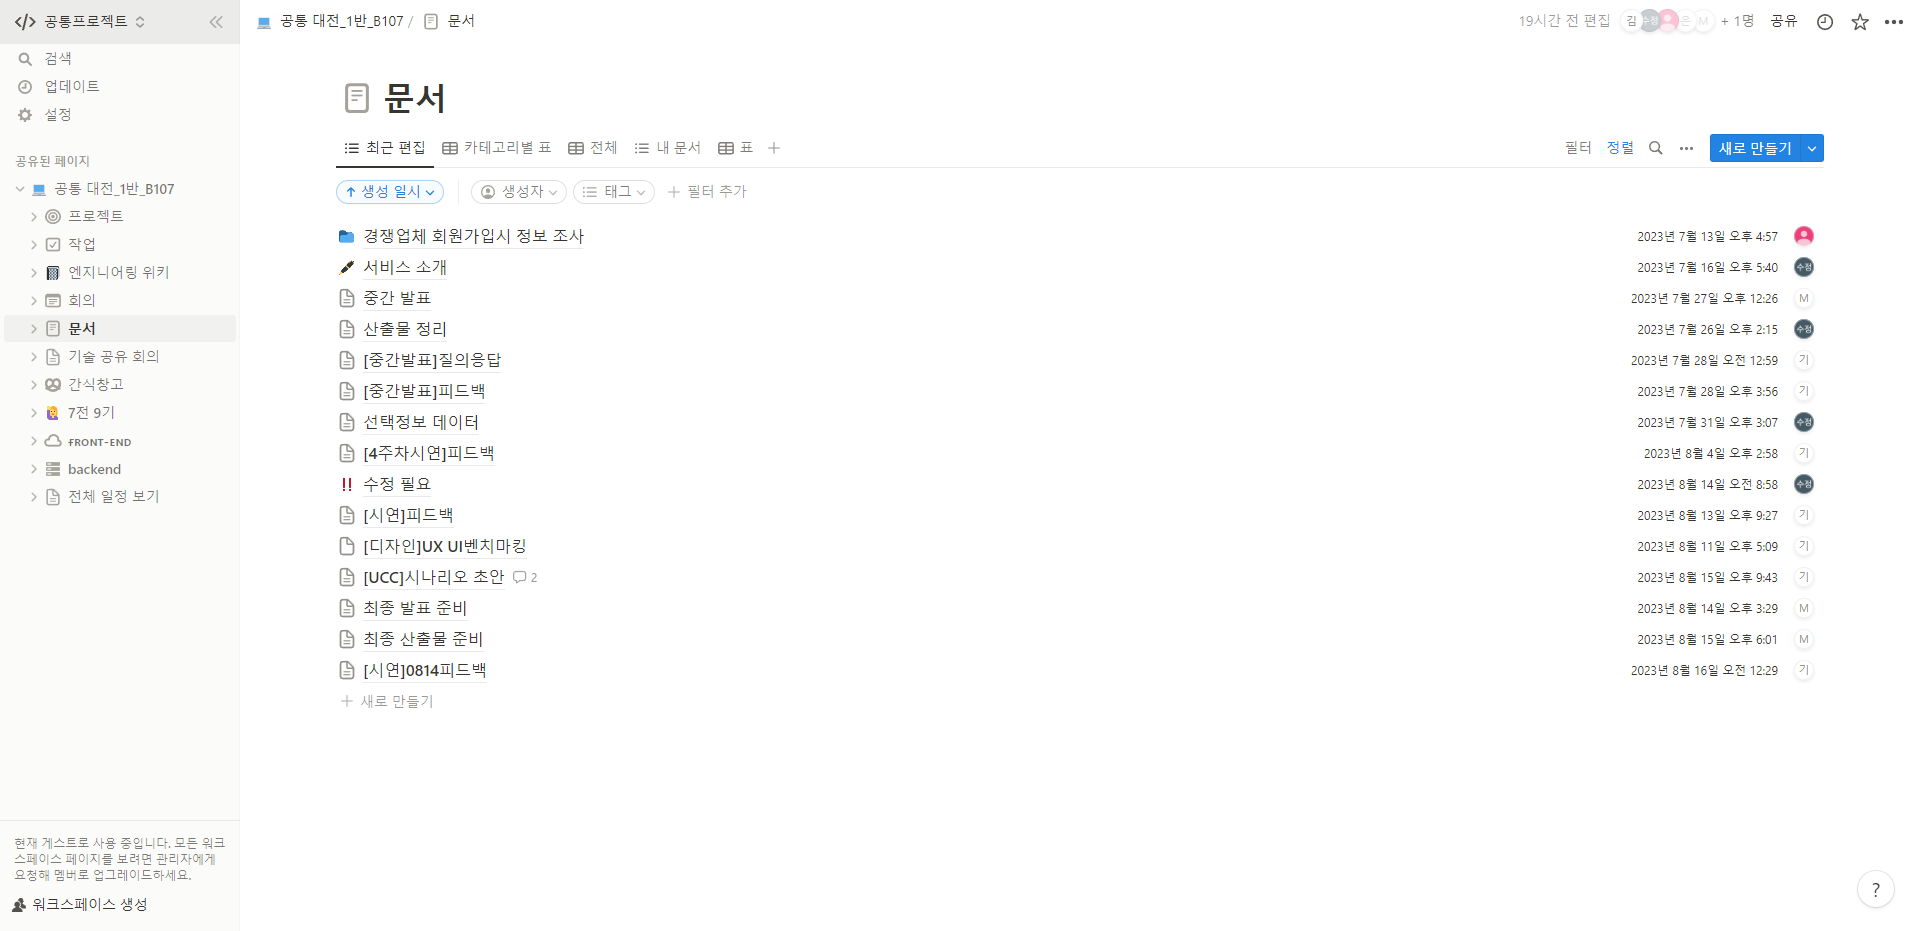 공통프로젝트
검색
업데이트
설정
공유된 페이지
공통 대전_1반_B107
프로젝트
작업
엔지니어링 위키
회의
문서
기술 공유 회의
간식창고
7전 9기
FRONT-END
backend
전체 일정 보기
현재 게스트로 사용 중입니다. 모든 워크
스페이스 페이지를 보려면 관리자에게
요청해 멤버로 업그레이드하세요.
워크스페이스 생성
공통 대전_1반_B107 / 문서
19시간 전 편집 김 수정 은 M + 1명 공유
문서
최근 편집 카테고리별 표 전체 내 문서 표
필터 정렬 새로 만들기
생성 일시 생성자 태그 필터 추가
경쟁업체 회원가입시 정보 조사 2023년 7월 13일 오후 4:57
서비스 소개 2023년 7월 16일 오후 5:40 수정
중간 발표 2023년 7월 27일 오후 12:26 M
산출물 정리 2023년 7월 26일 오후 2:15 수정
[중간발표]질의응답 2023년 7월 28일 오전 12:59 기
[중간발표]피드백 2023년 7월 28일 오후 3:56 기
선택정보 데이터 2023년 7월 31일 오후 3:07 수정
[4주차시연]피드백 2023년 8월 4일 오후 2:58 기
수정 필요 2023년 8월 14일 오전 8:58 수정
[시연]피드백 2023년 8월 13일 오후 9:27 기
[디자인]UX UI벤치마킹 2023년 8월 11일 오후 5:09 기
[UCC]시나리오 초안 2 2023년 8월 15일 오후 9:43 기
최종 발표 준비 2023년 8월 14일 오후 3:29 M
최종 산출물 준비 2023년 8월 15일 오후 6:01 M
[시연]0814피드백 2023년 8월 16일 오전 12:29 기
새로 만들기
?